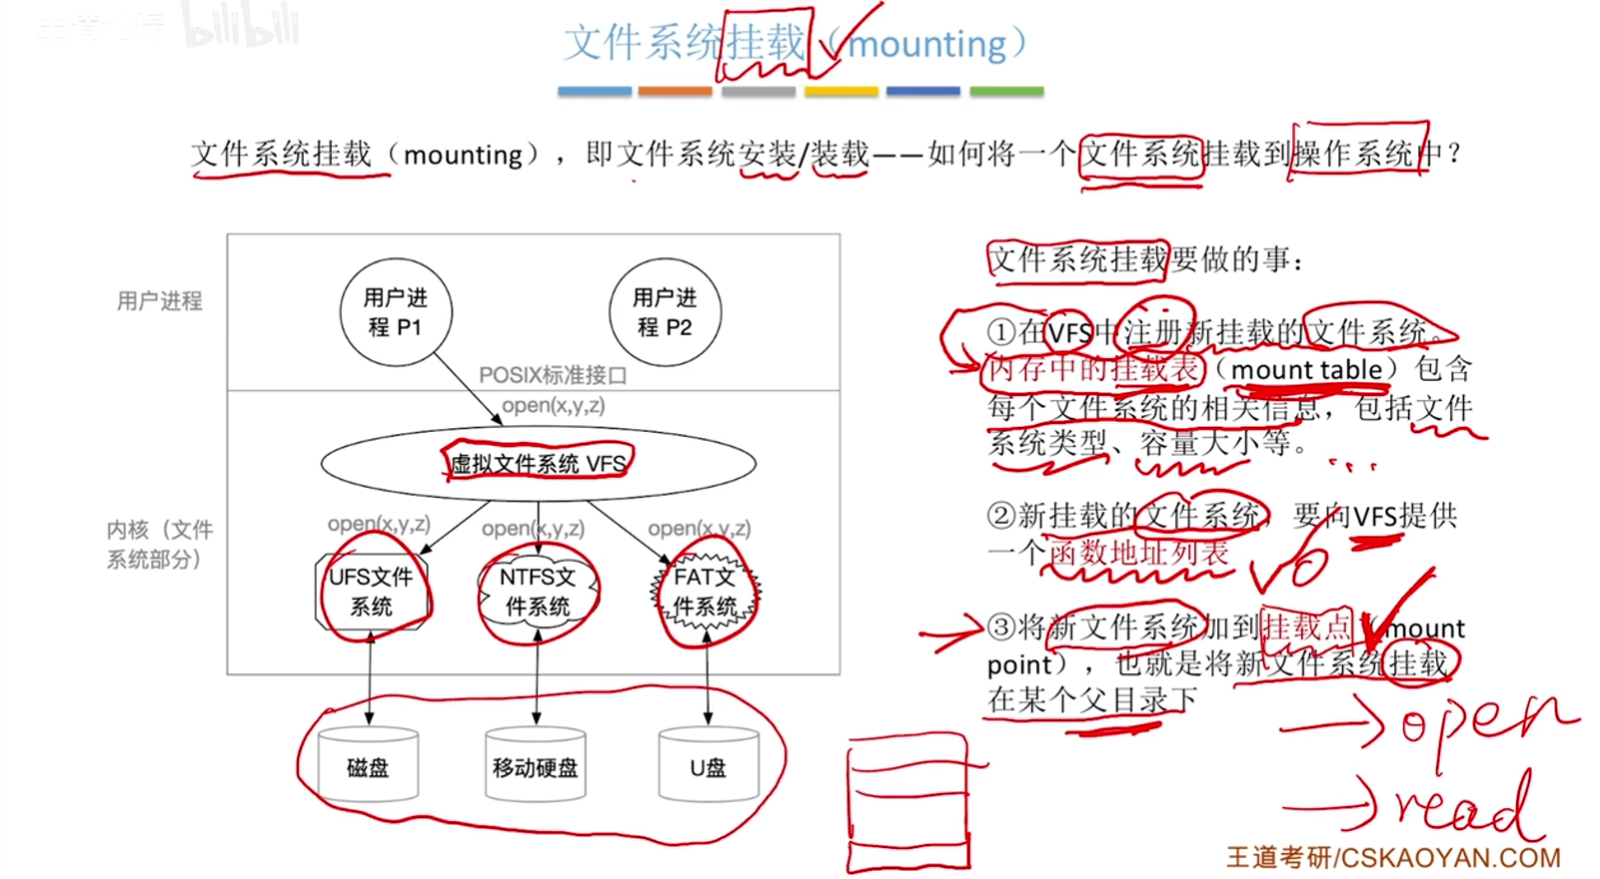 bilibili
文件系统挂载（mounting）
文件系统挂载（mounting），即文件系统安装/装载——如何将一个文件系统挂载到操作系统中？
用户进程
用户进
程 P1
用户进
程 P2
POSIX标准接口
open(x,y,z)
虚拟文件系统 VFS
内核（文件
系统部分）
open(x,y,z)
open(x,y,z)
open(x,y,z)
UFS文件
系统
NTFS文
件系统
FAT文
件系统
磁盘
移动硬盘
U盘
文件系统挂载要做的事：
①在VFS中注册新挂载的文件系统。
内存中的挂载表（mount table）包含
每个文件系统的相关信息，包括文件
系统类型、容量大小等。
②新挂载的文件系统，要向VFS提供
一个函数地址列表
③将新文件系统加到挂载点（mount
point），也就是将新文件系统挂载
在某个父目录下
open
read
王道考研/CSKAOYAN.COM